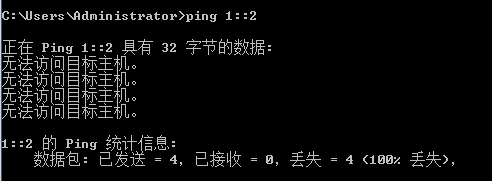 C:\Users\Administrator>ping 1::2
正在 Ping 1::2 具有 32 字节的数据:
无法访问目标主机。
无法访问目标主机。
无法访问目标主机。
无法访问目标主机。
1::2 的 Ping 统计信息:
数据包: 已发送 = 4, 已接收 = 0, 丢失 = 4 (100% 丢失),